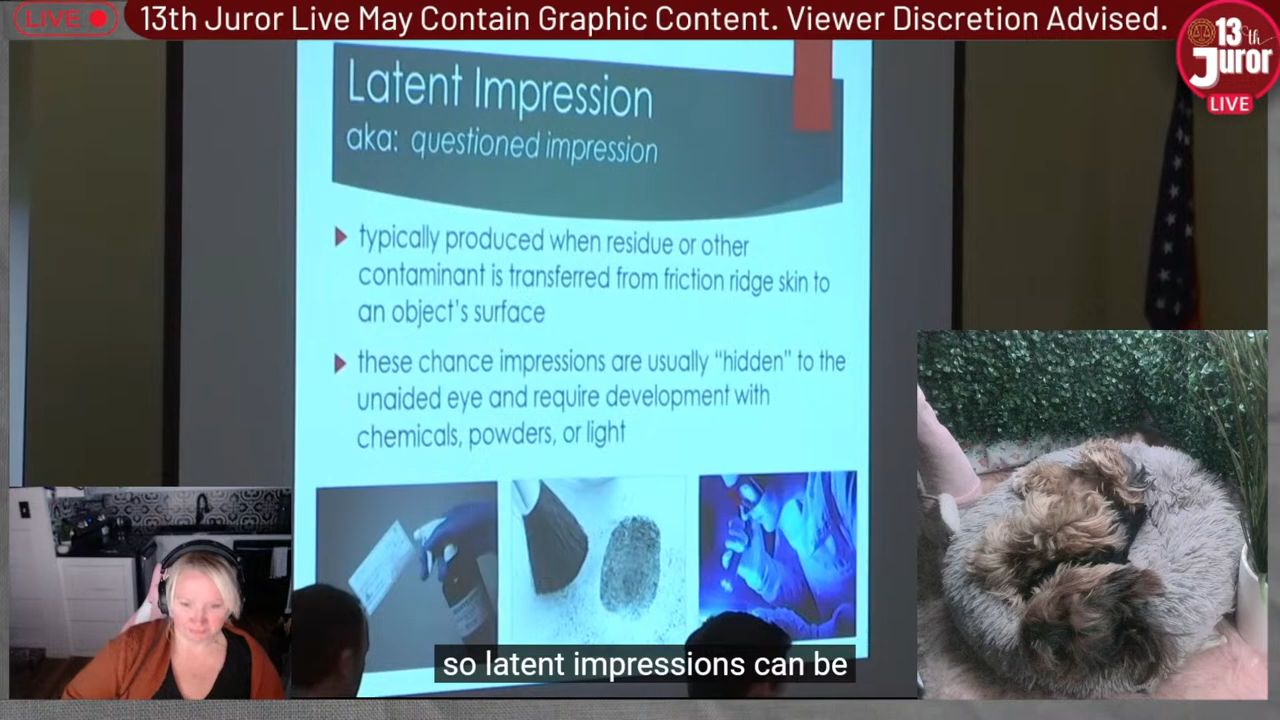 LIVE
13th Juror Live May Contain Graphic Content. Viewer Discretion Advised.
13th
Juror
LIVE
Latent Impression
aka: questioned impression
typically produced when residue or other
contaminant is transferred from friction ridge skin to
an object's surface
these chance impressions are usually "hidden" to the
unaided eye and require development with
chemicals, powders, or light
so latent impressions can be